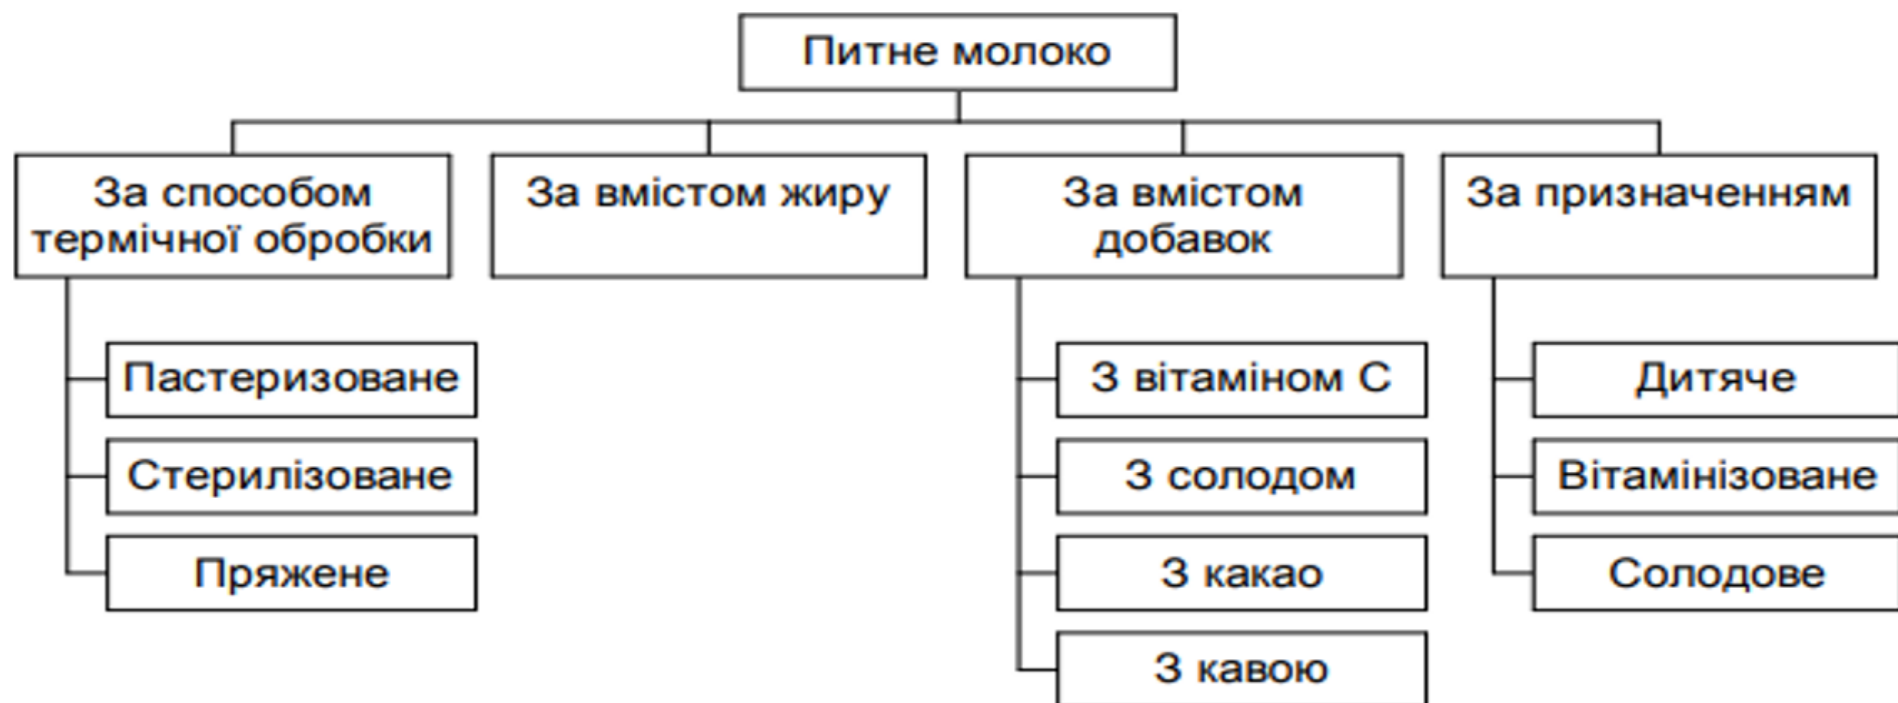 Питне молоко
За способом
термічної обробки
За вмістом жиру
За вмістом
добавок
За призначенням
Пастеризоване
Стерилізоване
Пряжене
З вітаміном С
З солодом
З какао
З кавою
Дитяче
Вітамінізоване
Солодове